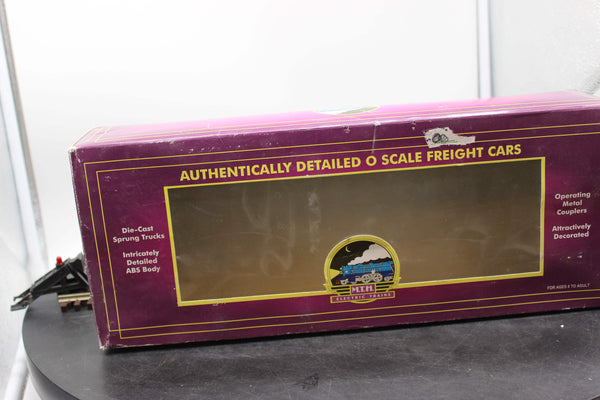 AUTHENTICALLY DETAILED O SCALE FREIGHT CARS
Die-Cast
Sprung Trucks
Intricately
Detailed
ABS Body
Operating
Metal
Couplers
Attractively
Decorated
M.T.H.
ELECTRIC TRAINS
FOR AGES 8 TO ADULT